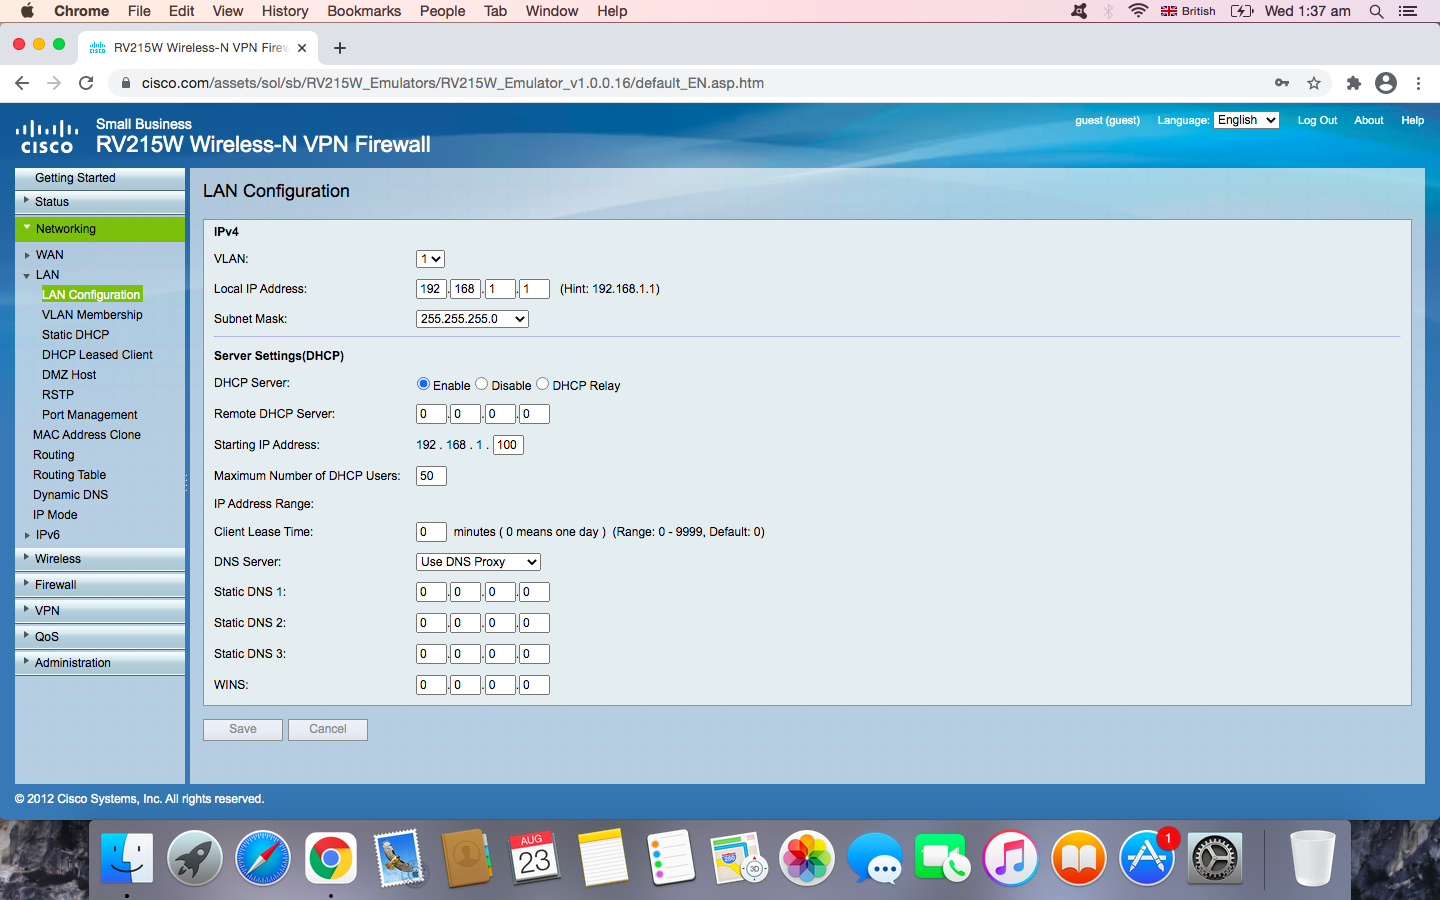 Chrome File Edit View History Bookmarks People Tab Window Help British Wed 1:37 am
RV215W Wireless-N VPN Firew
cisco.com/assets/sol/sb/RV215W_Emulators/RV215W_Emulator_v1.0.0.16/default_EN.asp.htm
cisco
Small Business
RV215W Wireless-N VPN Firewall
guest (guest) Language: English Log Out About Help
Getting Started
Status
Networking
WAN
LAN
LAN Configuration
VLAN Membership
Static DHCP
DHCP Leased Client
DMZ Host
RSTP
Port Management
MAC Address Clone
Routing
Routing Table
Dynamic DNS
IP Mode
IPv6
Wireless
Firewall
VPN
QoS
Administration
LAN Configuration
IPv4
VLAN: 1
Local IP Address: 192 . 168 . 1 . 1 (Hint: 192.168.1.1)
Subnet Mask: 255.255.255.0
Server Settings(DHCP)
DHCP Server: Enable Disable DHCP Relay
Remote DHCP Server: 0 . 0 . 0 . 0
Starting IP Address: 192 . 168 . 1 . 100
Maximum Number of DHCP Users: 50
IP Address Range:
Client Lease Time: 0 minutes ( 0 means one day ) (Range: 0 - 9999, Default: 0)
DNS Server: Use DNS Proxy
Static DNS 1: 0 . 0 . 0 . 0
Static DNS 2: 0 . 0 . 0 . 0
Static DNS 3: 0 . 0 . 0 . 0
WINS: 0 . 0 . 0 . 0
Save Cancel
© 2012 Cisco Systems, Inc. All rights reserved.
AUG
23
280
3D
1